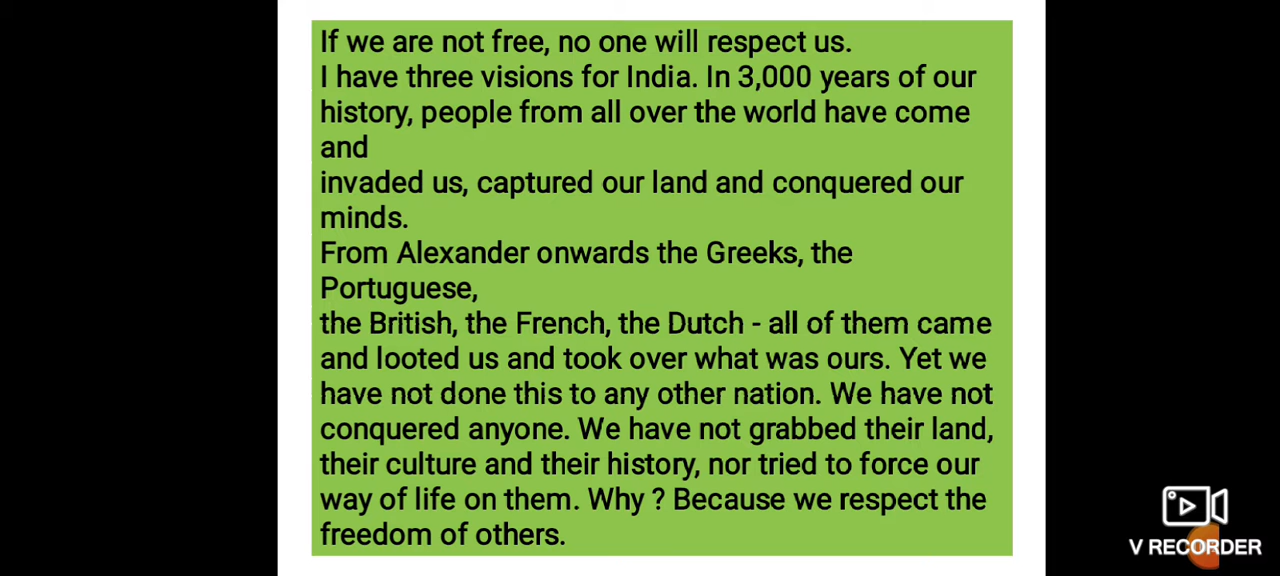 If we are not free, no one will respect us.
I have three visions for India. In 3,000 years of our
history, people from all over the world have come
and
invaded us, captured our land and conquered our
minds.
From Alexander onwards the Greeks, the
Portuguese,
the British, the French, the Dutch - all of them came
and looted us and took over what was ours. Yet we
have not done this to any other nation. We have not
conquered anyone. We have not grabbed their land,
their culture and their history, nor tried to force our
way of life on them. Why ? Because we respect the
freedom of others.
V RECORDER